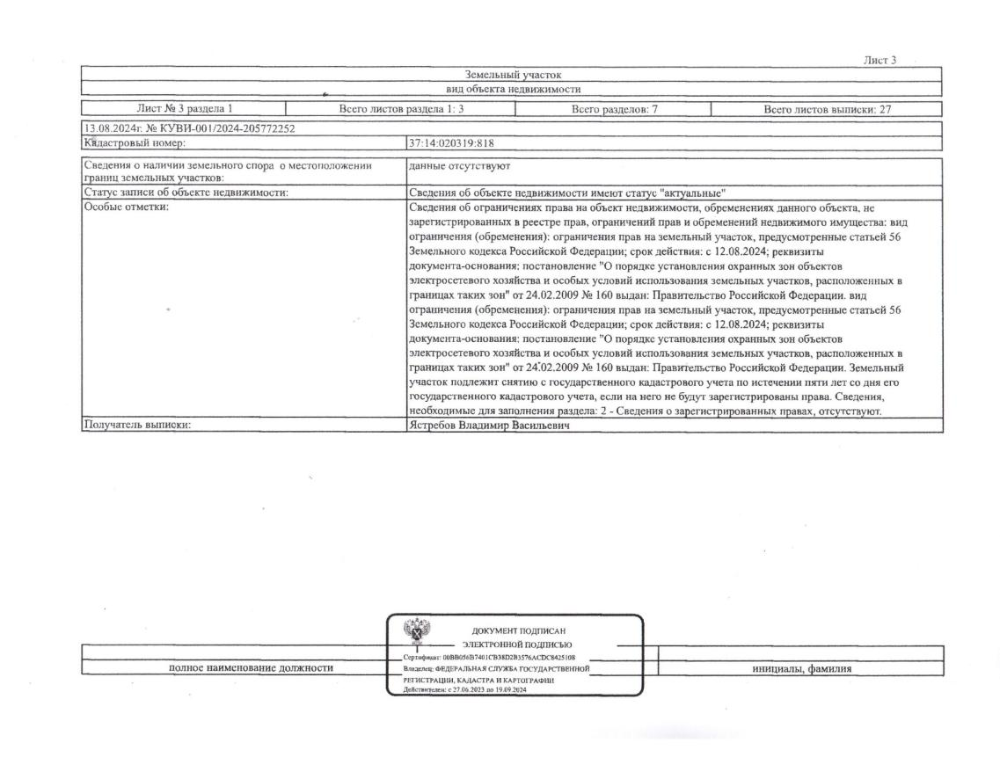 Лист 3
Земельный участок
вид объекта недвижимости
Лист № 3 раздела 1
Всего листов раздела 1: 3
Всего разделов: 7
Всего листов выписки: 27
13.08.2024г. № КУВИ-001/2024-205772252
Кадастровый номер:
37:14:020319:818
Сведения о наличии земельного спора о местоположении
границ земельных участков:
данные отсутствуют
Статус записи об объекте недвижимости:
Сведения об объекте недвижимости имеют статус "актуальные"
Особые отметки:
Сведения об ограничениях права на объект недвижимости, обременениях данного объекта, не
зарегистрированных в реестре прав, ограничений прав и обременений недвижимого имущества: вид
ограничения (обременения): ограничения прав на земельный участок, предусмотренные статьей 56
Земельного кодекса Российской Федерации; срок действия: с 12.08.2024; реквизиты
документа-основания: постановление "О порядке установления охранных зон объектов
электросетевого хозяйства и особых условий использования земельных участков, расположенных в
границах таких зон" от 24.02.2009 № 160 выдан: Правительство Российской Федерации. вид
ограничения (обременения): ограничения прав на земельный участок, предусмотренные статьей 56
Земельного кодекса Российской Федерации; срок действия: с 12.08.2024; реквизиты
документа-основания: постановление "О порядке установления охранных зон объектов
электросетевого хозяйства и особых условий использования земельных участков, расположенных в
границах таких зон" от 24.02.2009 № 160 выдан: Правительство Российской Федерации. Земельный
участок подлежит снятию с государственного кадастрового учета по истечении пяти лет со дня его
государственного кадастрового учета, если на него не будут зарегистрированы права. Сведения,
необходимые для заполнения раздела: 2 - Сведения о зарегистрированных правах, отсутствуют.
Получатель выписки:
Ястребов Владимир Васильевич
ДОКУМЕНТ ПОДПИСАН
ЭЛЕКТРОННОЙ ПОДПИСЬЮ
Сертификат: 00BB056B7401CB38D2B3576ACDC8425108
Владелец: ФЕДЕРАЛЬНАЯ СЛУЖБА ГОСУДАРСТВЕННОЙ
РЕГИСТРАЦИИ, КАДАСТРА И КАРТОГРАФИИ
Действителен: с 27.06.2023 по 19.09.2024
полное наименование должности
инициалы, фамилия